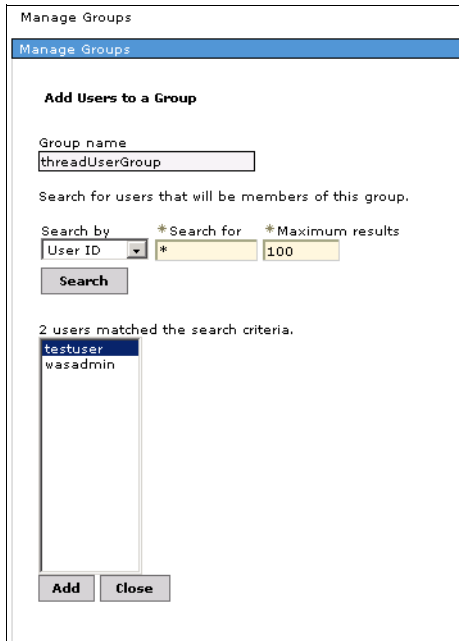 Manage Groups
Manage Groups
Add Users to a Group
Group name
threadUserGroup
Search for users that will be members of this group.
Search by *Search for *Maximum results
User ID * 100
Search
2 users matched the search criteria.
testuser
wasadmin
Add Close